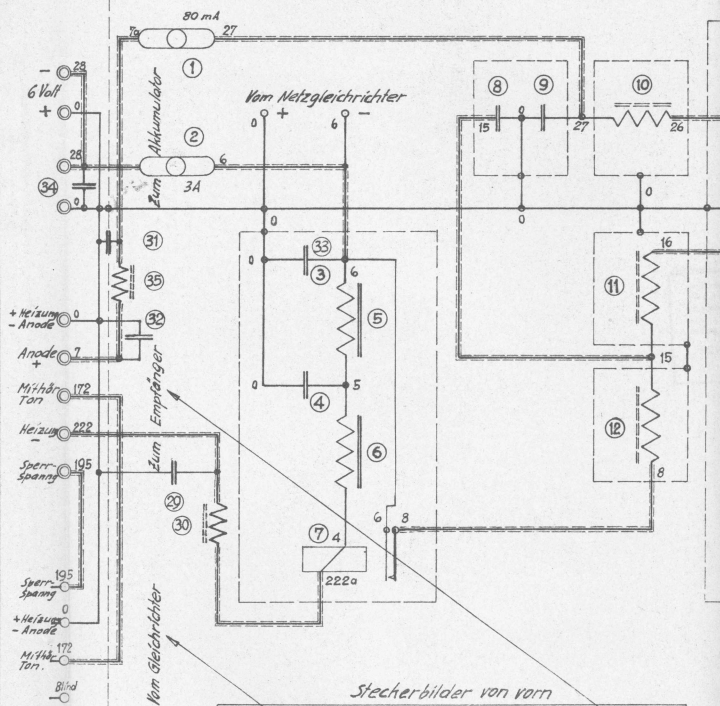 80 mA
7a
27
①
28
-
6 Volt
+
0
Zum Akkumulator
Vom Netzgleichrichter
0
+
6
-
②
28
6
3A
⑧
⑨
⑩
15
0
27
26
㉞
0
0
0
0
㉛
㉝
③
0
6
⑤
16
⑪
㉟
+ Heizung
- Anode
0
㉜
Anode
+
7
15
Mithör
Ton
172
Zum Empfänger
0
④
5
Heizung
-
222
⑥
⑫
Sperr-
spanng
195
8
㉙
㉚
⑦
4
6
8
222a
Sperr-
spanng
195
+ Heizung
- Anode
0
Mithör
Ton.
172
Blind
Vom Gleichrichter
Steckerbilder von vorn